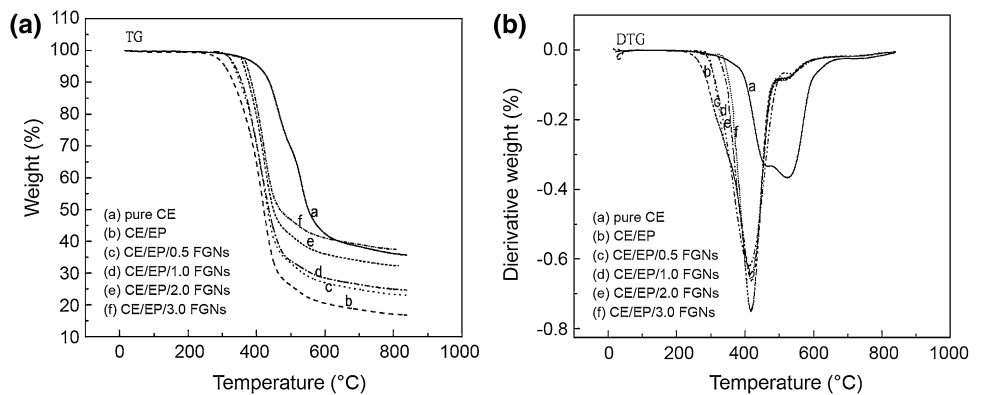 (a)
TG
110
100
90
80
70
60
50
40
30
20
10
Weight (%)
(a) pure CE
(b) CE/EP
(c) CE/EP/0.5 FGNs
(d) CE/EP/1.0 FGNs
(e) CE/EP/2.0 FGNs
(f) CE/EP/3.0 FGNs
a
f
e
d
c
b
0
200
400
600
800
1000
Temperature (°C)
(b)
DTG
0.0
-0.2
-0.4
-0.6
-0.8
Dierivative weight (%)
b
a
c
d
e
f
(a) pure CE
(b) CE/EP
(c) CE/EP/0.5 FGNs
(d) CE/EP/1.0 FGNs
(e) CE/EP/2.0 FGNs
(f) CE/EP/3.0 FGNs
0
200
400
600
800
1000
Temperature (°C)